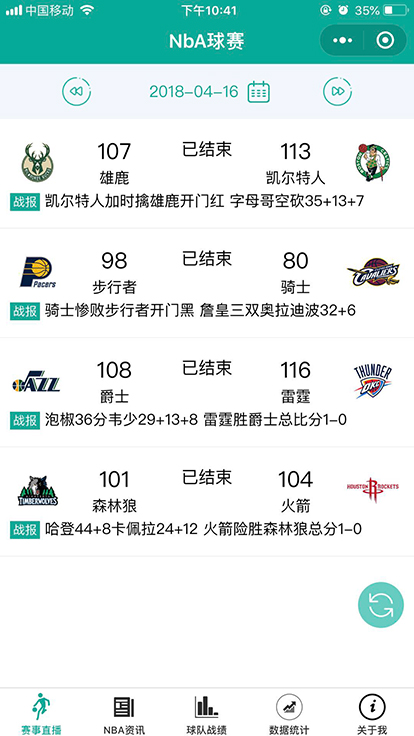 中国移动 下午10:41 35%
NbA球赛
2018-04-16
107 已结束 113
雄鹿 凯尔特人
战报 凯尔特人加时擒雄鹿开门红 字母哥空砍35+13+7
98 已结束 80
Pacers 步行者 骑士 CAVALIERS
战报 骑士惨败步行者开门黑 詹皇三双奥拉迪波32+6
108 已结束 116
JAZZ 爵士 雷霆 THUNDER OKC
战报 泡椒36分韦少29+13+8 雷霆胜爵士总比分1-0
101 已结束 104
TIMBERWOLVES 森林狼 火箭 HOUSTON ROCKETS
战报 哈登44+8卡佩拉24+12 火箭险胜森林狼总分1-0
赛事直播 NBA资讯 球队战绩 数据统计 关于我